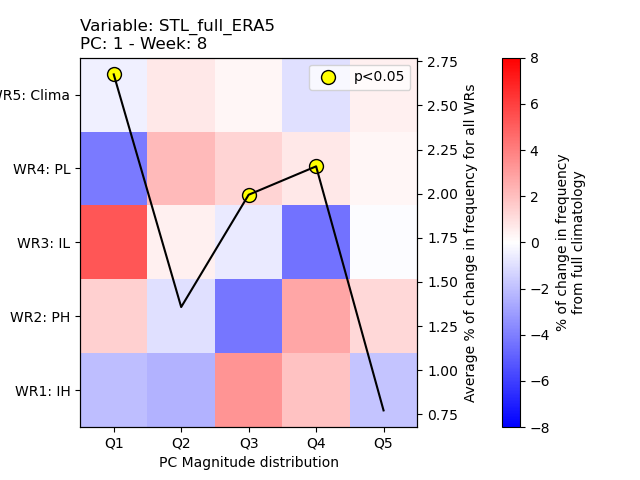 Variable: STL_full_ERA5
PC: 1 - Week: 8
p<0.05
WR5: Clima
WR4: PL
WR3: IL
WR2: PH
WR1: IH
Q1 Q2 Q3 Q4 Q5
PC Magnitude distribution
2.75
2.50
2.25
2.00
1.75
1.50
1.25
1.00
0.75
Average % of change in frequency for all WRs
8
6
4
2
0
−2
−4
−6
−8
% of change in frequency
from full climatology